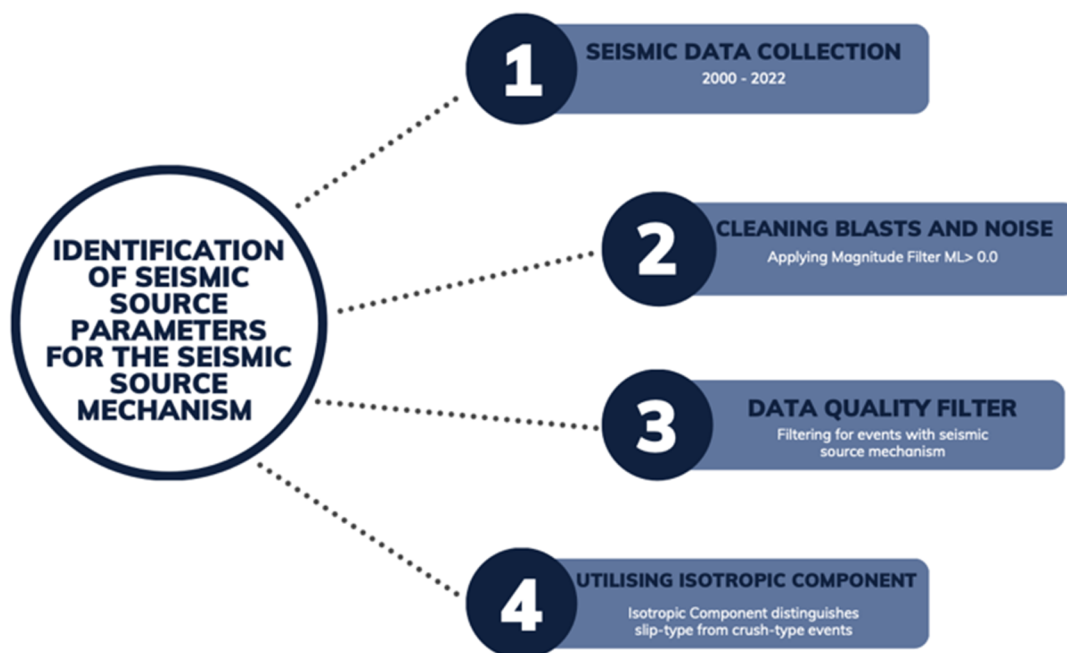 IDENTIFICATION
OF SEISMIC
SOURCE
PARAMETERS
FOR THE SEISMIC
SOURCE
MECHANISM
1
SEISMIC DATA COLLECTION
2000 - 2022
2
CLEANING BLASTS AND NOISE
Applying Magnitude Filter ML> 0.0
3
DATA QUALITY FILTER
Filtering for events with seismic
source mechanism
4
UTILISING ISOTROPIC COMPONENT
Isotropic Component distinguishes
slip-type from crush-type events